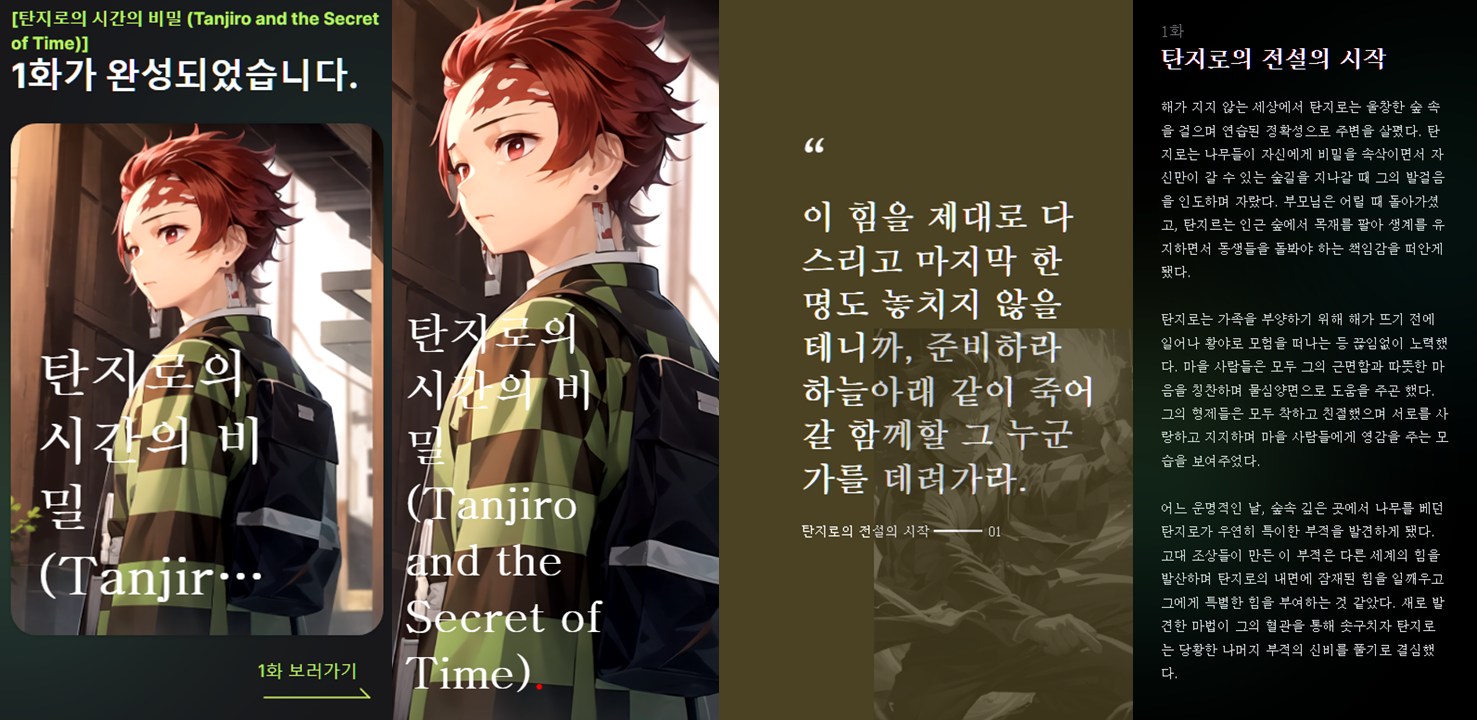 [탄지로의 시간의 비밀 (Tanjiro and the Secret
of Time)]
1화가 완성되었습니다.
탄지로의
시간의 비
밀
(Tanjir…
1화 보러가기
탄지로의
시간의 비
밀
(Tanjiro
and the
Secret of
Time).
“
이 힘을 제대로 다
스리고 마지막 한
명도 놓치지 않을
테니까, 준비하라
하늘아래 같이 죽어
갈 함께할 그 누군
가를 데려가라.
탄지로의 전설의 시작 01
1화
탄지로의 전설의 시작
해가 지지 않는 세상에서 탄지로는 울창한 숲 속
을 걸으며 연습된 정확성으로 주변을 살폈다. 탄
지로는 나무들이 자신에게 비밀을 속삭이면서 자
신만이 갈 수 있는 숲길을 지나갈 때 그의 발걸음
을 인도하며 자랐다. 부모님은 어릴 때 돌아가셨
고, 탄지로는 인근 숲에서 목재를 팔아 생계를 유
지하면서 동생들을 돌봐야 하는 책임감을 떠안게
됐다.
탄지로는 가족을 부양하기 위해 해가 뜨기 전에
일어나 황야로 모험을 떠나는 등 끊임없이 노력했
다. 마을 사람들은 모두 그의 근면함과 따뜻한 마
음을 칭찬하며 물심양면으로 도움을 주곤 했다.
그의 형제들은 모두 착하고 친절했으며 서로를 사
랑하고 지지하며 마을 사람들에게 영감을 주는 모
습을 보여주었다.
어느 운명적인 날, 숲속 깊은 곳에서 나무를 베던
탄지로가 우연히 특이한 부적을 발견하게 됐다.
고대 조상들이 만든 이 부적은 다른 세계의 힘을
발산하며 탄지로의 내면에 잠재된 힘을 일깨우고
그에게 특별한 힘을 부여하는 것 같았다. 새로 발
견한 마법이 그의 혈관을 통해 솟구치자 탄지로
는 당황한 나머지 부적의 신비를 풀기로 결심했
다.